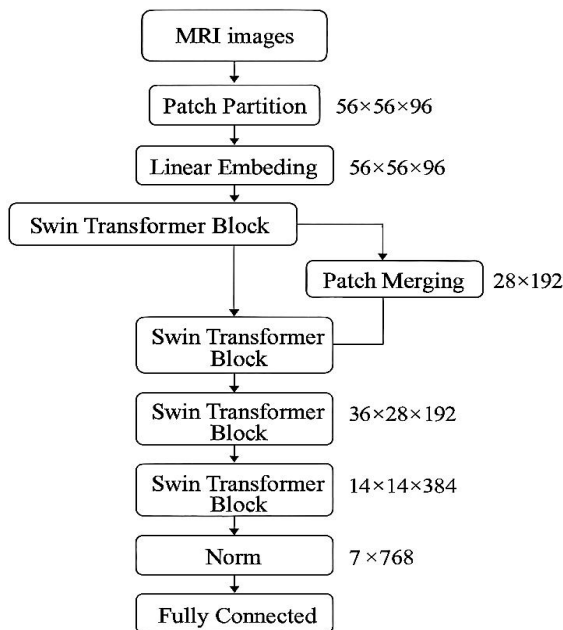 MRI images
Patch Partition 56×56×96
Linear Embeding 56×56×96
Swin Transformer Block
Patch Merging 28×192
Swin Transformer
Block
Swin Transformer
Block
36×28×192
Swin Transformer
Block
14×14×384
Norm 7×768
Fully Connected